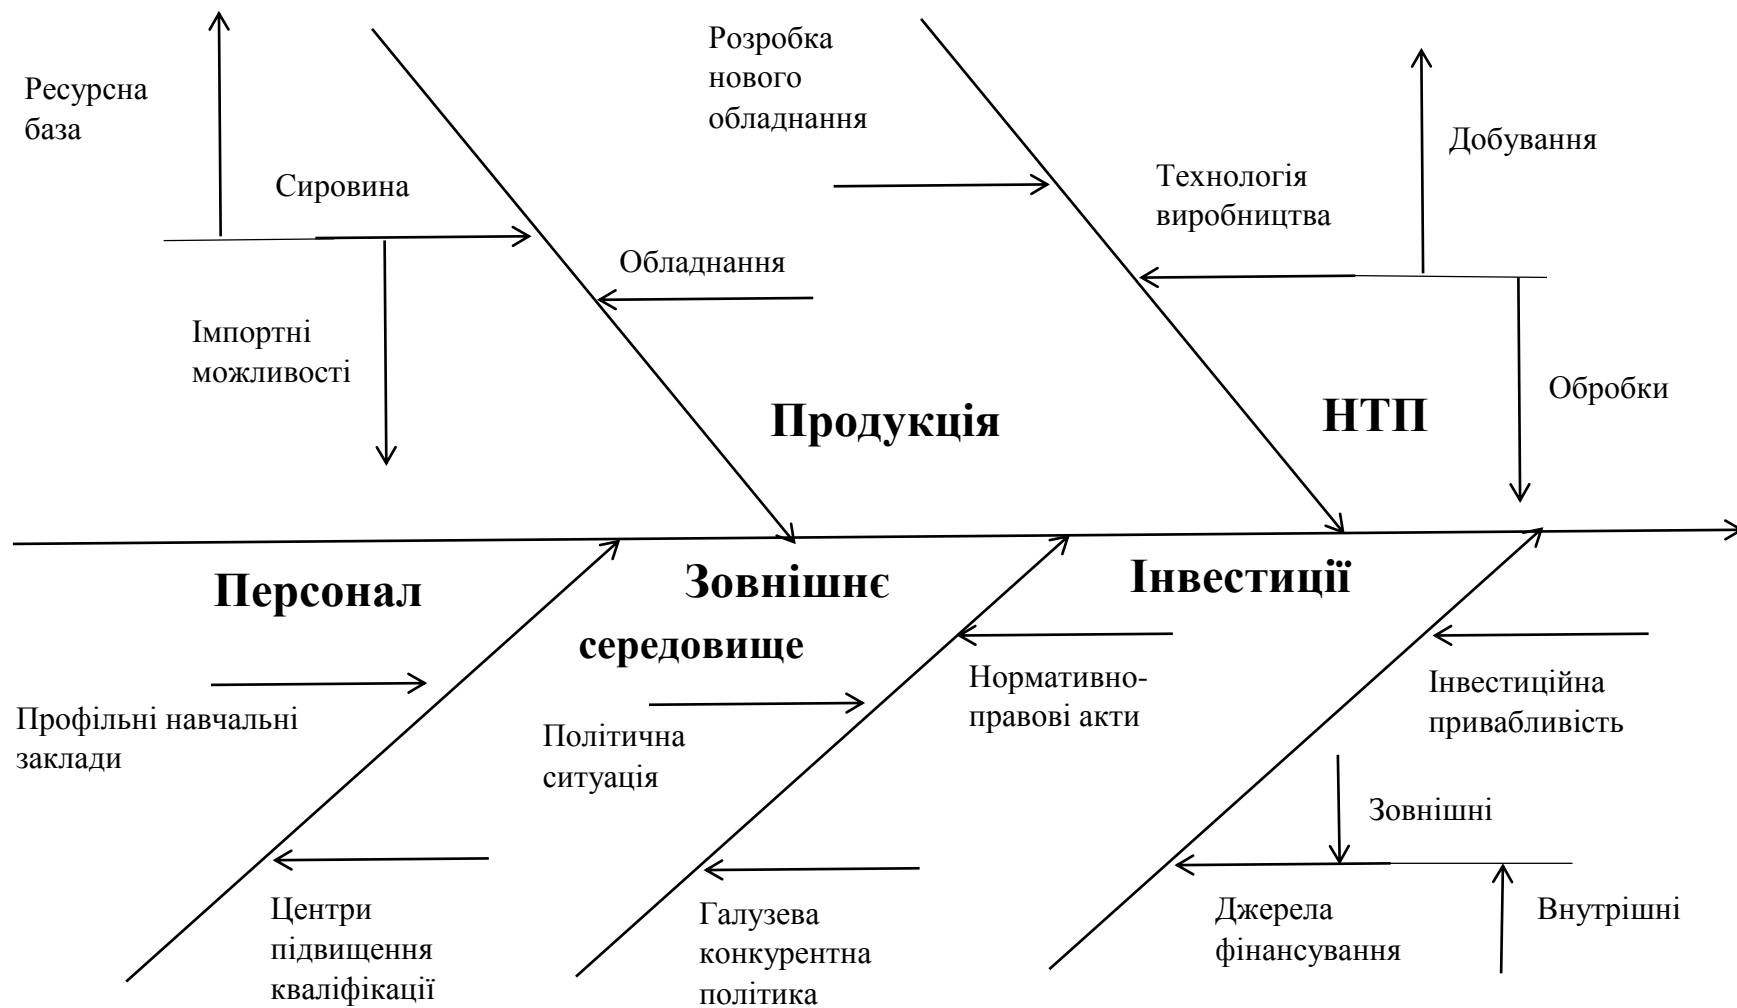 Ресурсна
база
Сировина
Імпортні
можливості
Обладнання
Продукція
Розробка
нового
обладнання
Технологія
виробництва
Добування
Обробки
НТП
Персонал
Профільні навчальні
заклади
Центри
підвищення
кваліфікації
Зовнішнє
середовище
Політична
ситуація
Нормативно-
правові акти
Галузева
конкурентна
політика
Інвестиції
Інвестиційна
привабливість
Зовнішні
Джерела
фінансування
Внутрішні